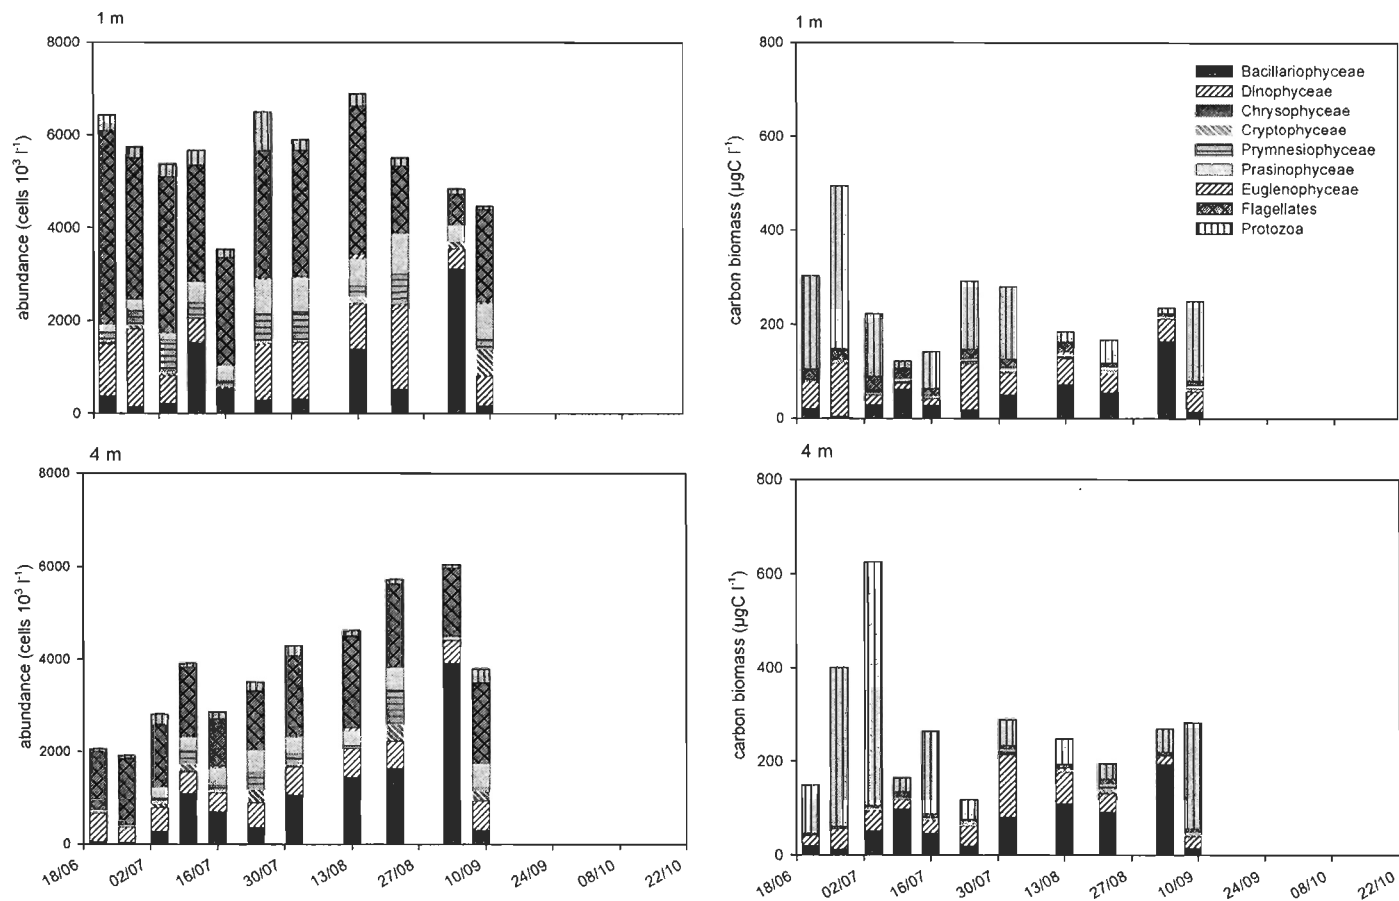 1 m
8000
6000
4000
2000
0
abundance (cells 10³ l⁻¹)
1 m
800
600
400
200
0
carbon biomass (µgC l⁻¹)
Bacillariophyceae
Dinophyceae
Chrysophyceae
Cryptophyceae
Prymnesiophyceae
Prasinophyceae
Euglenophyceae
Flagellates
Protozoa
4 m
8000
6000
4000
2000
0
abundance (cells 10³ l⁻¹)
18/06 02/07 16/07 30/07 13/08 27/08 10/09 24/09 08/10 22/10
4 m
800
600
400
200
0
carbon biomass (µgC l⁻¹)
18/06 02/07 16/07 30/07 13/08 27/08 10/09 24/09 08/10 22/10